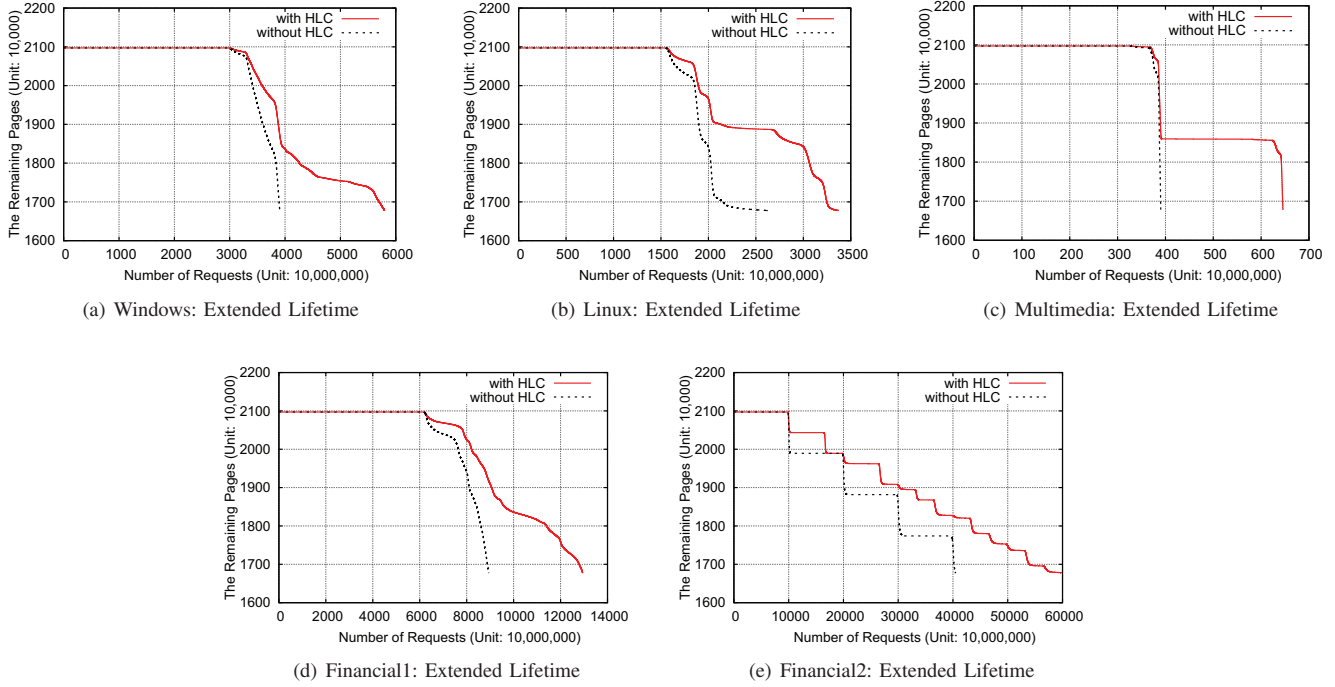 The Remaining Pages (Unit: 10,000)
2200
2100
2000
1900
1800
1700
1600
with HLC
without HLC
0 1000 2000 3000 4000 5000 6000
Number of Requests (Unit: 10,000,000)
(a) Windows: Extended Lifetime
The Remaining Pages (Unit: 10,000)
2200
2100
2000
1900
1800
1700
1600
with HLC
without HLC
0 500 1000 1500 2000 2500 3000 3500
Number of Requests (Unit: 10,000,000)
(b) Linux: Extended Lifetime
The Remaining Pages (Unit: 10,000)
2200
2100
2000
1900
1800
1700
1600
with HLC
without HLC
0 100 200 300 400 500 600 700
Number of Requests (Unit: 10,000,000)
(c) Multimedia: Extended Lifetime
The Remaining Pages (Unit: 10,000)
2200
2100
2000
1900
1800
1700
1600
with HLC
without HLC
0 2000 4000 6000 8000 10000 12000 14000
Number of Requests (Unit: 10,000,000)
(d) Financial1: Extended Lifetime
The Remaining Pages (Unit: 10,000)
2200
2100
2000
1900
1800
1700
1600
with HLC
without HLC
0 10000 20000 30000 40000 50000 60000
Number of Requests (Unit: 10,000,000)
(e) Financial2: Extended Lifetime